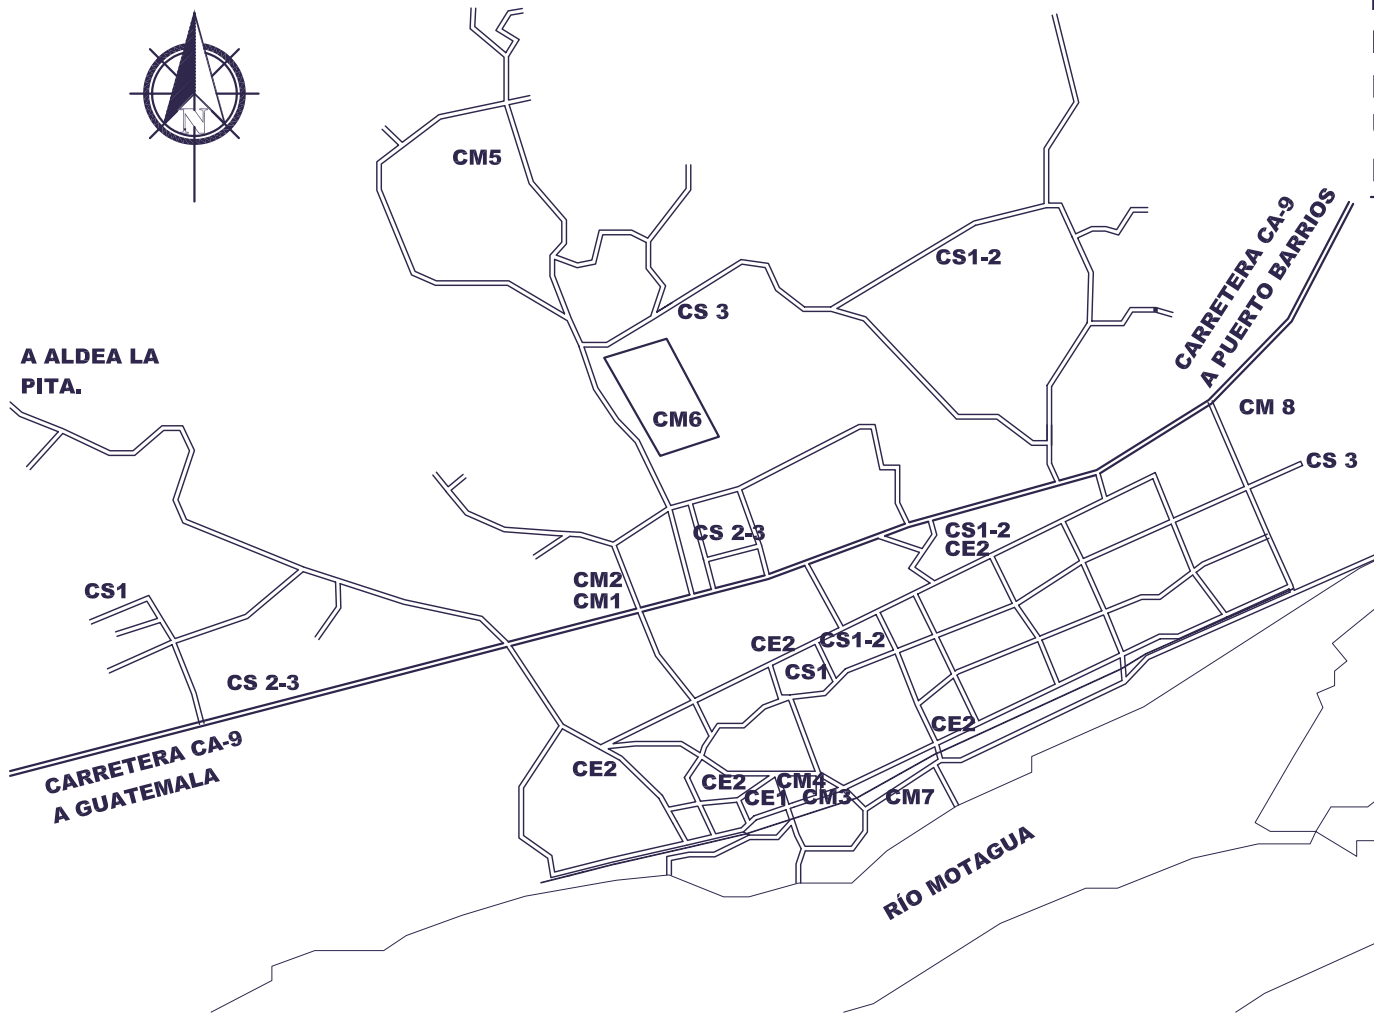 N
CM5
CARRETERA CA-9
A PUERTO BARRIOS
CS1-2
CS 3
A ALDEA LA
PITA.
CM6
CM 8
CS 3
CS 2-3
CS1-2
CE2
CM2
CM1
CS1
CE2
CS1-2
CS1
CS 2-3
CE2
CARRETERA CA-9
A GUATEMALA
CE2
CE2
CM4
CE1
CM3
CM7
RÍO MOTAGUA